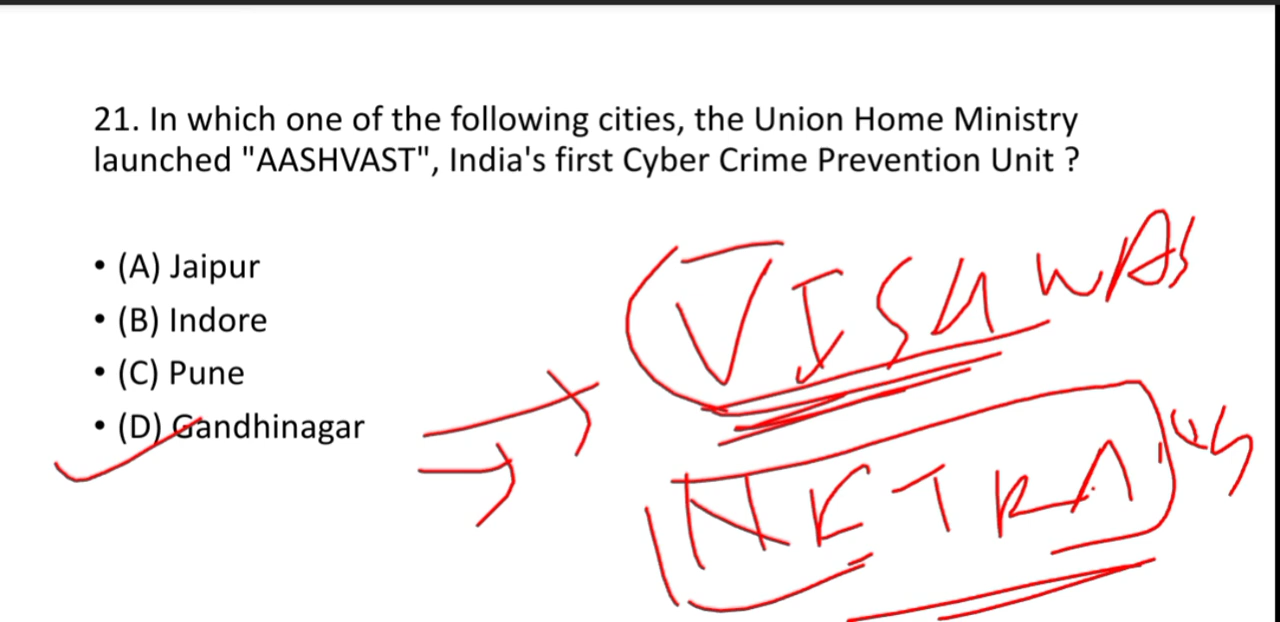 21. In which one of the following cities, the Union Home Ministry
launched "AASHVAST", India's first Cyber Crime Prevention Unit ?
• (A) Jaipur
• (B) Indore
• (C) Pune
• (D) Gandhinagar
VISHWAS
NETRA